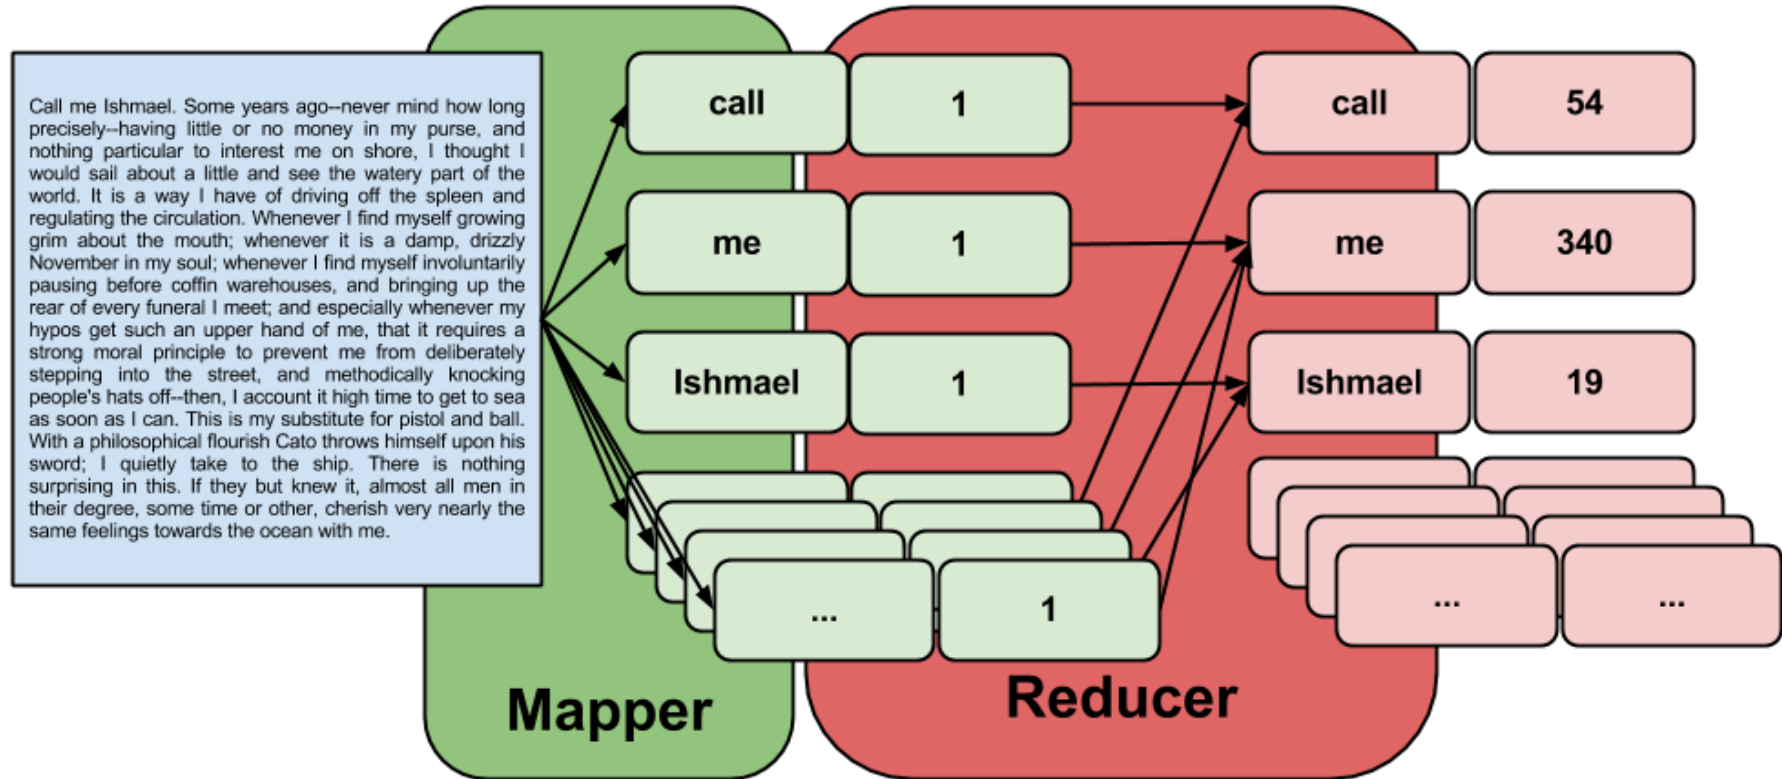 Call me Ishmael. Some years ago--never mind how long
precisely--having little or no money in my purse, and
nothing particular to interest me on shore, I thought I
would sail about a little and see the watery part of the
world. It is a way I have of driving off the spleen and
regulating the circulation. Whenever I find myself growing
grim about the mouth; whenever it is a damp, drizzly
November in my soul; whenever I find myself involuntarily
pausing before coffin warehouses, and bringing up the
rear of every funeral I meet; and especially whenever my
hypos get such an upper hand of me, that it requires a
strong moral principle to prevent me from deliberately
stepping into the street, and methodically knocking
people's hats off--then, I account it high time to get to sea
as soon as I can. This is my substitute for pistol and ball.
With a philosophical flourish Cato throws himself upon his
sword; I quietly take to the ship. There is nothing
surprising in this. If they but knew it, almost all men in
their degree, some time or other, cherish very nearly the
same feelings towards the ocean with me.
call 1
me 1
Ishmael 1
... 1
Mapper
call 54
me 340
Ishmael 19
... ...
Reducer